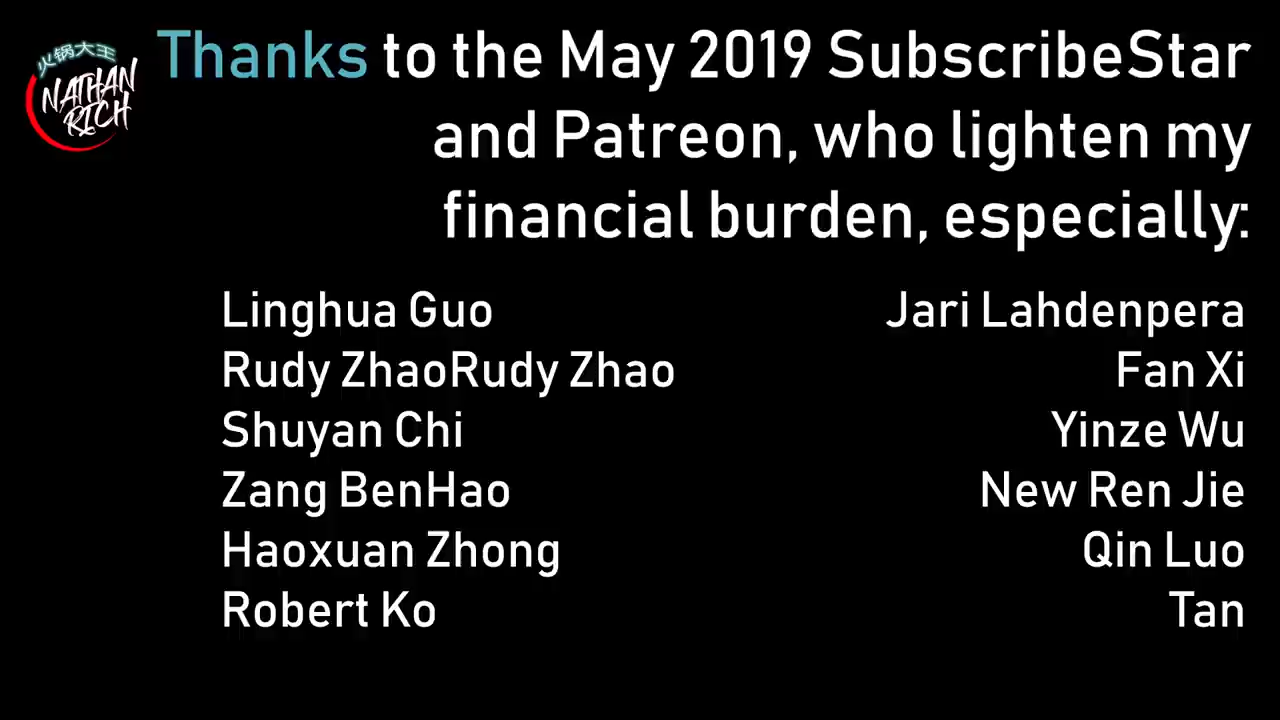 火锅大王
NATHAN
RICH
Thanks to the May 2019 SubscribeStar
and Patreon, who lighten my
financial burden, especially:
Linghua Guo
Rudy ZhaoRudy Zhao
Shuyan Chi
Zang BenHao
Haoxuan Zhong
Robert Ko
Jari Lahdenpera
Fan Xi
Yinze Wu
New Ren Jie
Qin Luo
Tan